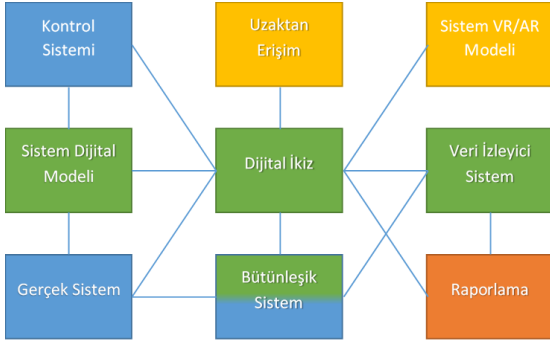 Kontrol
Sistemi
Uzaktan
Erişim
Sistem VR/AR
Modeli
Sistem Dijital
Modeli
Dijital İkiz
Veri İzleyici
Sistem
Gerçek Sistem
Bütünleşik
Sistem
Raporlama